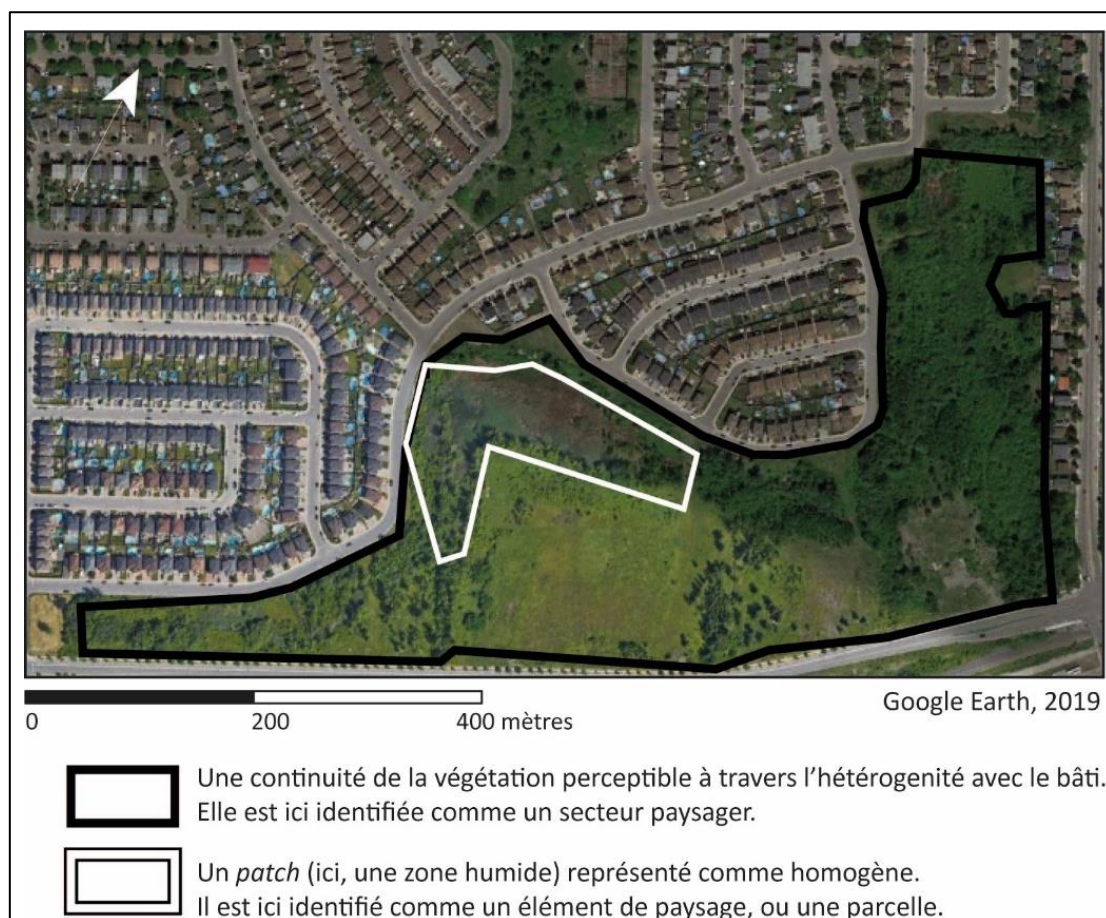 0
200
400 mètres
Google Earth, 2019
Une continuité de la végétation perceptible à travers l'hétérogenité avec le bâti.
Elle est ici identifiée comme un secteur paysager.
Un patch (ici, une zone humide) représenté comme homogène.
Il est ici identifié comme un élément de paysage, ou une parcelle.